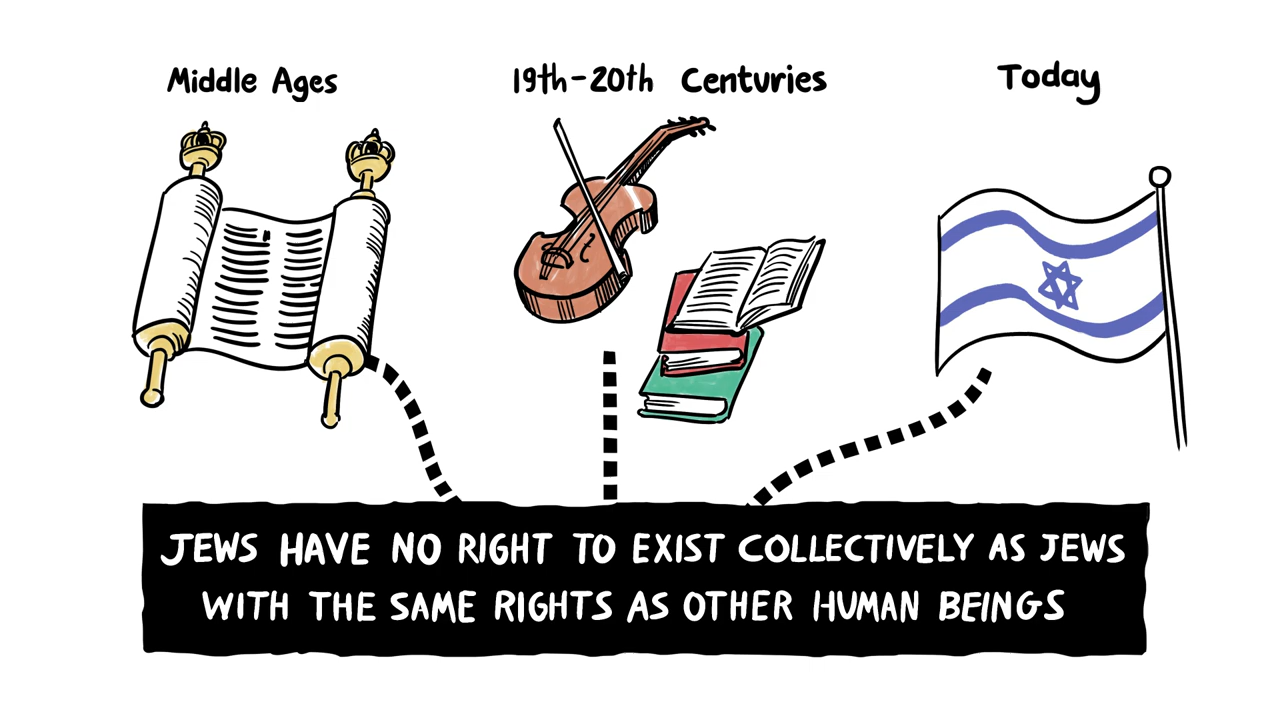 Middle Ages
19th-20th Centuries
Today
JEWS HAVE NO RIGHT TO EXIST COLLECTIVELY AS JEWS
WITH THE SAME RIGHTS AS OTHER HUMAN BEINGS